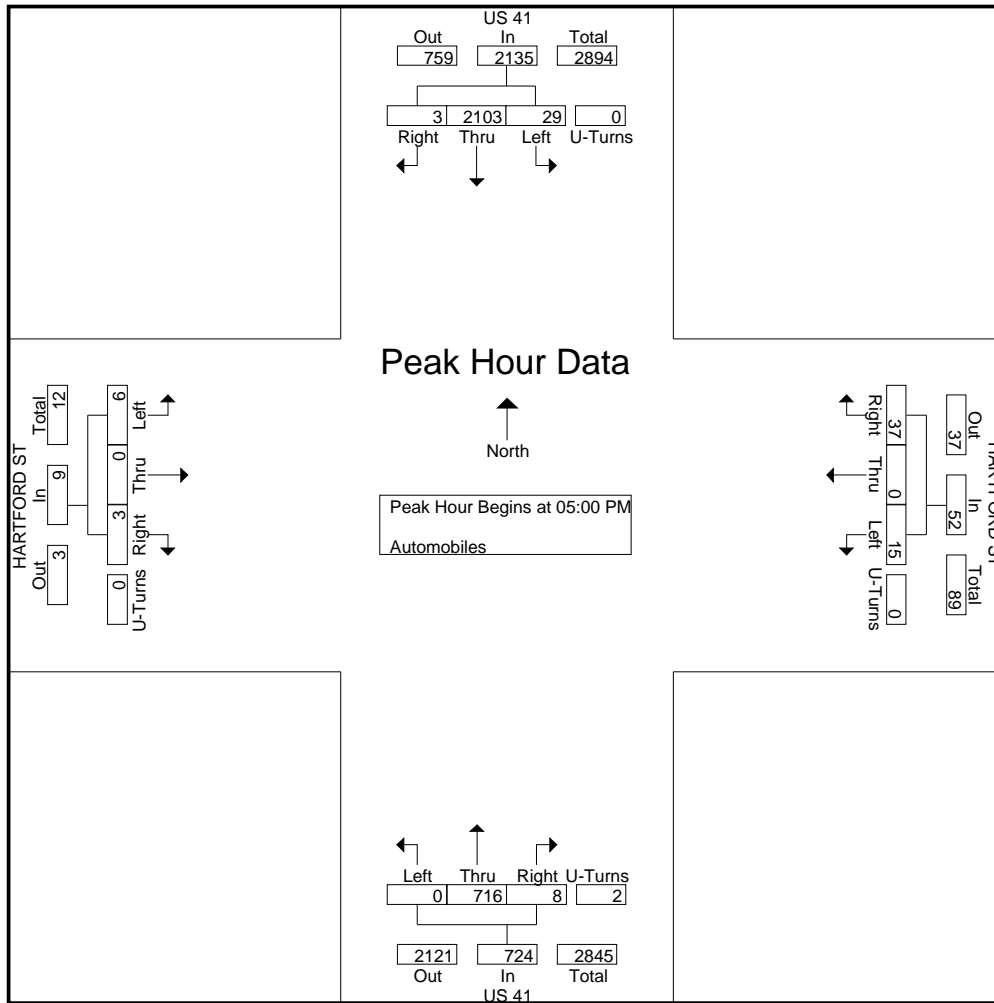 US 41
Out In Total
759 2135 2894
3 2103 29 0
Right Thru Left U-Turns
Peak Hour Data
North
Peak Hour Begins at 05:00 PM
Automobiles
HARTFORD ST
Total In Out
12 9 3
6 0 3 0
Left Thru Right U-Turns
Right Thru Left U-Turns
37 0 15 0
37 52 89
Out In Total
HARTFORD ST
Left Thru Right U-Turns
0 716 8 2
2121 724 2845
Out In Total
US 41